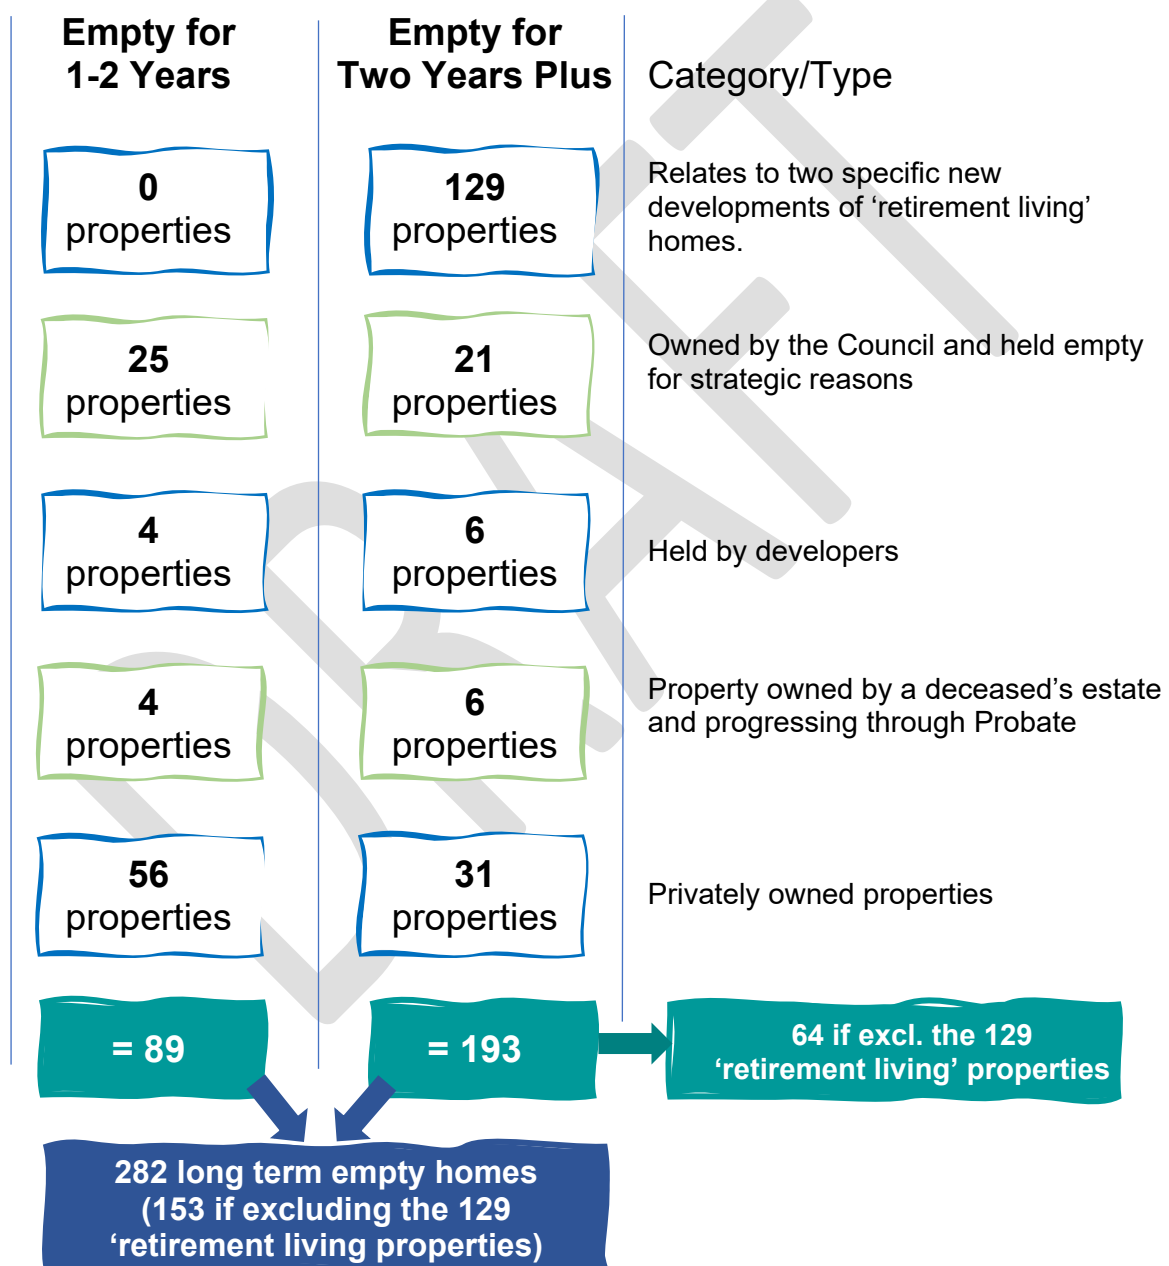 Empty for
1-2 Years
Empty for
Two Years Plus
Category/Type
0
properties
129
properties
Relates to two specific new
developments of ‘retirement living’
homes.
25
properties
21
properties
Owned by the Council and held empty
for strategic reasons
4
properties
6
properties
Held by developers
4
properties
6
properties
Property owned by a deceased’s estate
and progressing through Probate
56
properties
31
properties
Privately owned properties
= 89
= 193
64 if excl. the 129
‘retirement living’ properties
282 long term empty homes
(153 if excluding the 129
‘retirement living properties)
DRAFT